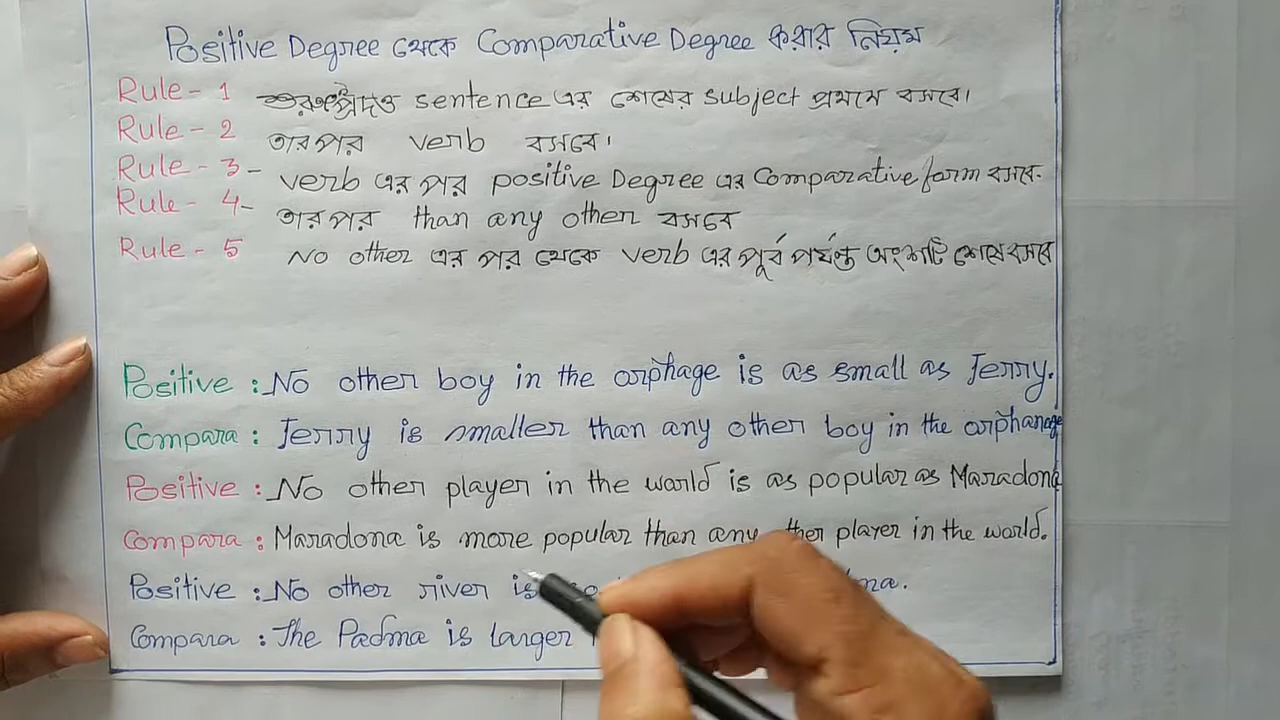 Positive Degree থেকে Comparative Degree করার নিয়ম
Rule - 1 sentence এর শেষের subject প্রথমে বসবে।
Rule - 2 তারপর verb বসবে।
Rule - 3 - verb এর পর positive Degree এর Comparative form বসবে.
Rule - 4 - তারপর than any other বসবে
Rule - 5 No other এর পর থেকে verb এর পূর্ব পর্যন্ত অংশটি শেষে বসবে
Positive : No other boy in the orphage is as small as Jerry.
Compara : Jerry is smaller than any other boy in the orphanage
Positive : No other player in the world is as popular as Maradona
Compara : Maradona is more popular than any other player in the world.
Positive : No other river is
Compara : The Padma is larger